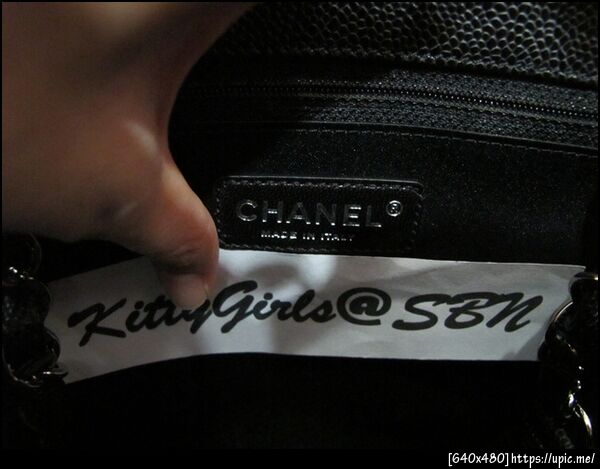 CHANEL®
MADE IN ITALY
KittyGirls@SBN
[640x480]https://upic.me/